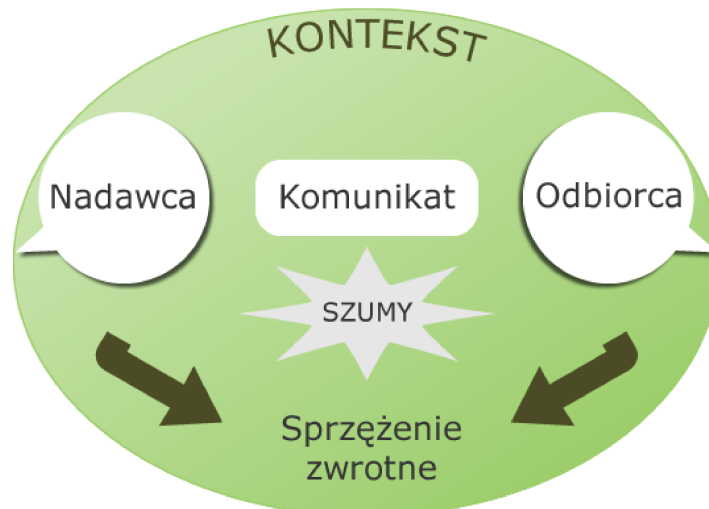 KONTEKST
Nadawca
Komunikat
Odbiorca
SZUMY
Sprzężenie
zwrotne